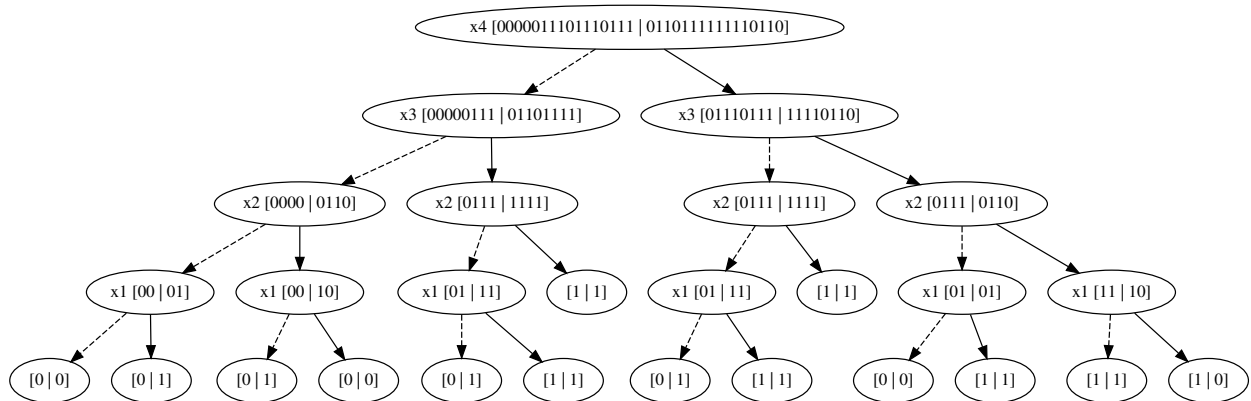 x4 [0000011101110111 | 0110111111110110]
x3 [00000111 | 01101111]
x3 [01110111 | 11110110]
x2 [0000 | 0110]
x2 [0111 | 1111]
x2 [0111 | 1111]
x2 [0111 | 0110]
x1 [00 | 01]
x1 [00 | 10]
x1 [01 | 11]
[1 | 1]
x1 [01 | 11]
[1 | 1]
x1 [01 | 01]
x1 [11 | 10]
[0 | 0]
[0 | 1]
[0 | 1]
[0 | 0]
[0 | 1]
[1 | 1]
[0 | 1]
[1 | 1]
[0 | 0]
[1 | 1]
[1 | 1]
[1 | 0]